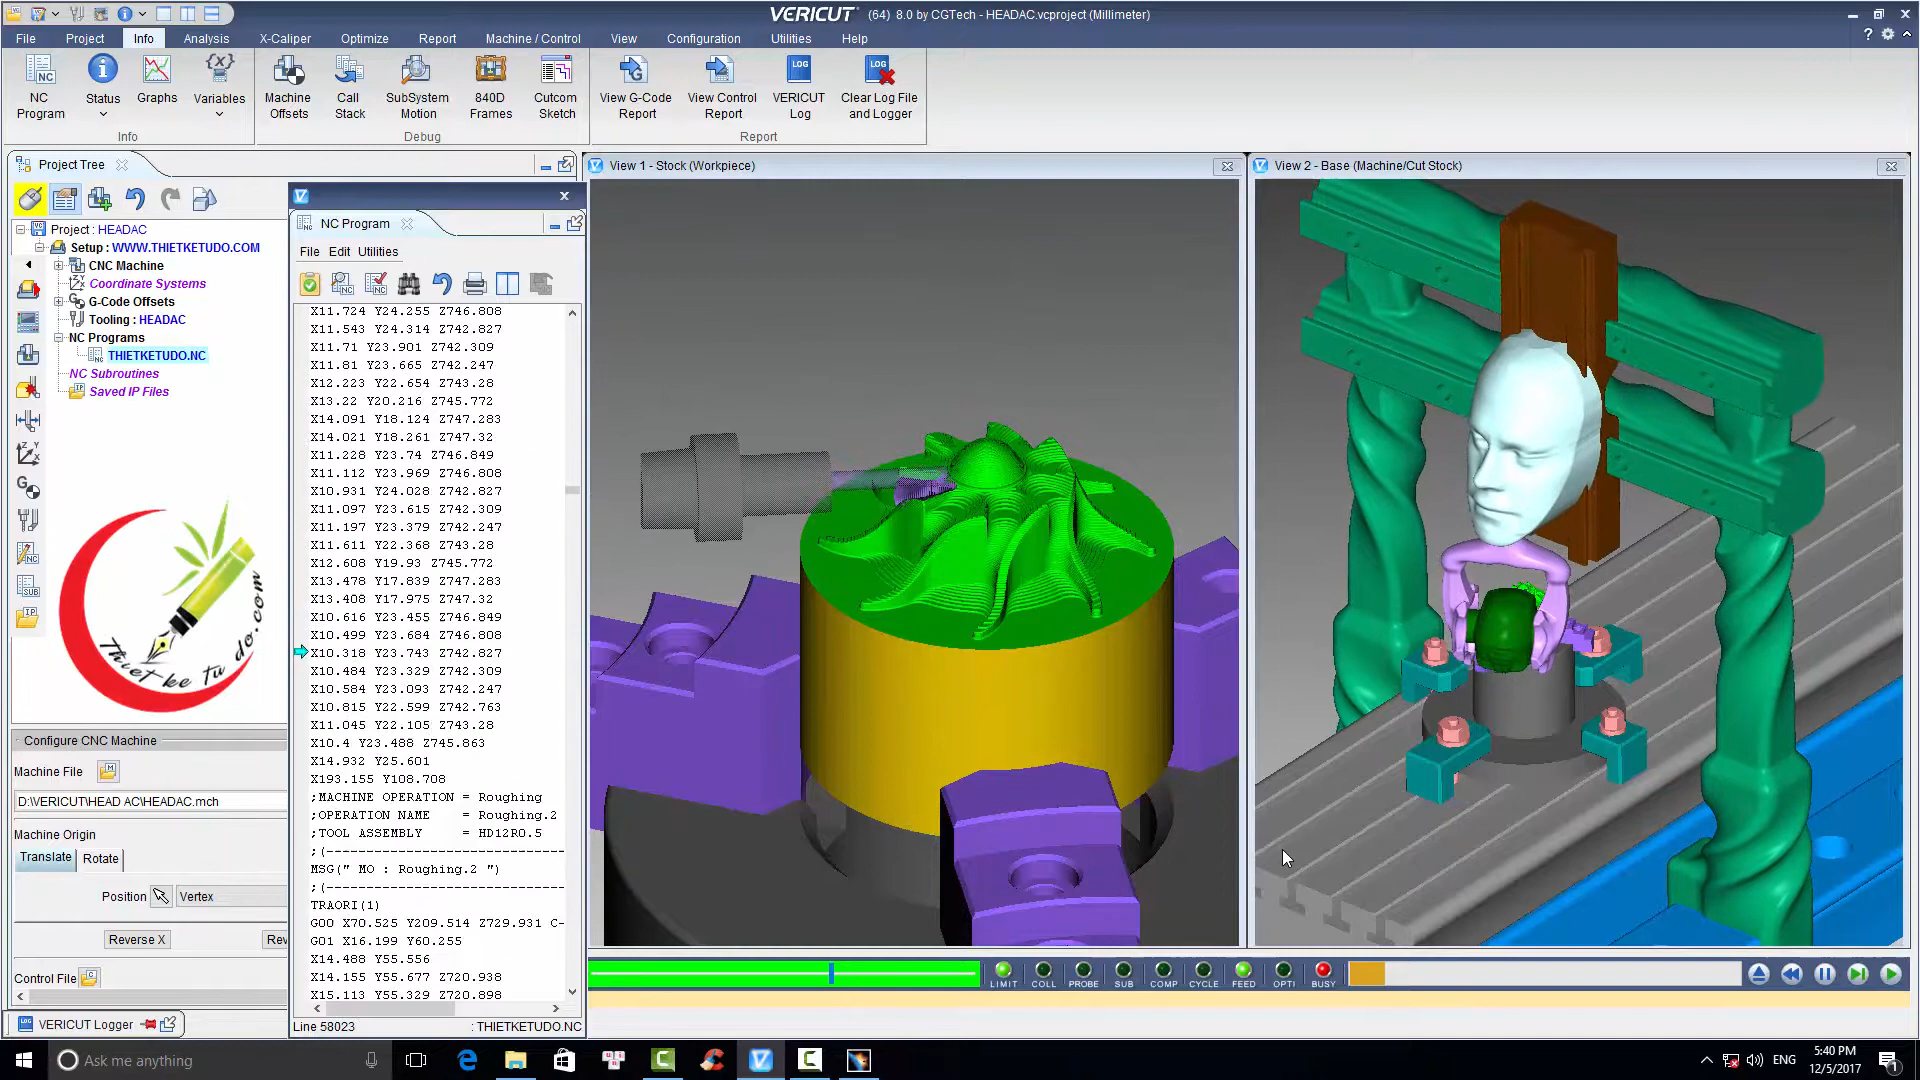 VERICUT (64) 8.0 by CGTech - HEADAC.vcproject (Millimeter)
File Project Info Analysis X-Caliper Optimize Report Machine / Control View Configuration Utilities Help
NC Program
Status
Graphs
Variables
Info
Machine Offsets
Call Stack
SubSystem Motion
840D Frames
Cutcom Sketch
Debug
View G-Code Report
View Control Report
VERICUT Log
Clear Log File and Logger
Report
Project Tree
Project : HEADAC
Setup : WWW.THIETKETUDO.COM
CNC Machine
Coordinate Systems
G-Code Offsets
Tooling : HEADAC
NC Programs
THIETKETUDO.NC
NC Subroutines
Saved IP Files
Thiet ke tu do.com
Configure CNC Machine
Machine File
D:\VERICUT\HEAD AC\HEADAC.mch
Machine Origin
Translate Rotate
Position Vertex
Reverse X Rev
Control File
VERICUT Logger
NC Program
File Edit Utilities
X11.724 Y24.255 Z746.808
X11.543 Y24.314 Z742.827
X11.71 Y23.901 Z742.309
X11.81 Y23.665 Z742.247
X12.223 Y22.654 Z743.28
X13.22 Y20.216 Z745.772
X14.091 Y18.124 Z747.283
X14.021 Y18.261 Z747.32
X11.228 Y23.74 Z746.849
X11.112 Y23.969 Z746.808
X10.931 Y24.028 Z742.827
X11.097 Y23.615 Z742.309
X11.197 Y23.379 Z742.247
X11.611 Y22.368 Z743.28
X12.608 Y19.93 Z745.772
X13.478 Y17.839 Z747.283
X13.408 Y17.975 Z747.32
X10.616 Y23.455 Z746.849
X10.499 Y23.684 Z746.808
X10.318 Y23.743 Z742.827
X10.484 Y23.329 Z742.309
X10.584 Y23.093 Z742.247
X10.815 Y22.599 Z742.763
X11.045 Y22.105 Z743.28
X10.4 Y23.488 Z745.863
X14.932 Y25.601
X193.155 Y108.708
;MACHINE OPERATION = Roughing
;OPERATION NAME = Roughing.2
;TOOL ASSEMBLY = HD12R0.5
;(------------------------------
MSG(" MO : Roughing.2 ")
;(------------------------------
TRAORI(1)
G00 X70.525 Y209.514 Z729.931 C-
G01 X16.199 Y60.255
X14.488 Y55.556
X14.155 Y55.677 Z720.938
X15.113 Y55.329 Z720.898
Line 58023 : THIETKETUDO.NC
View 1 - Stock (Workpiece)
View 2 - Base (Machine/Cut Stock)
LIMIT COLL PROBE SUB COMP CYCLE FEED OPTI BUSY
Ask me anything
ENG
5:40 PM
12/5/2017